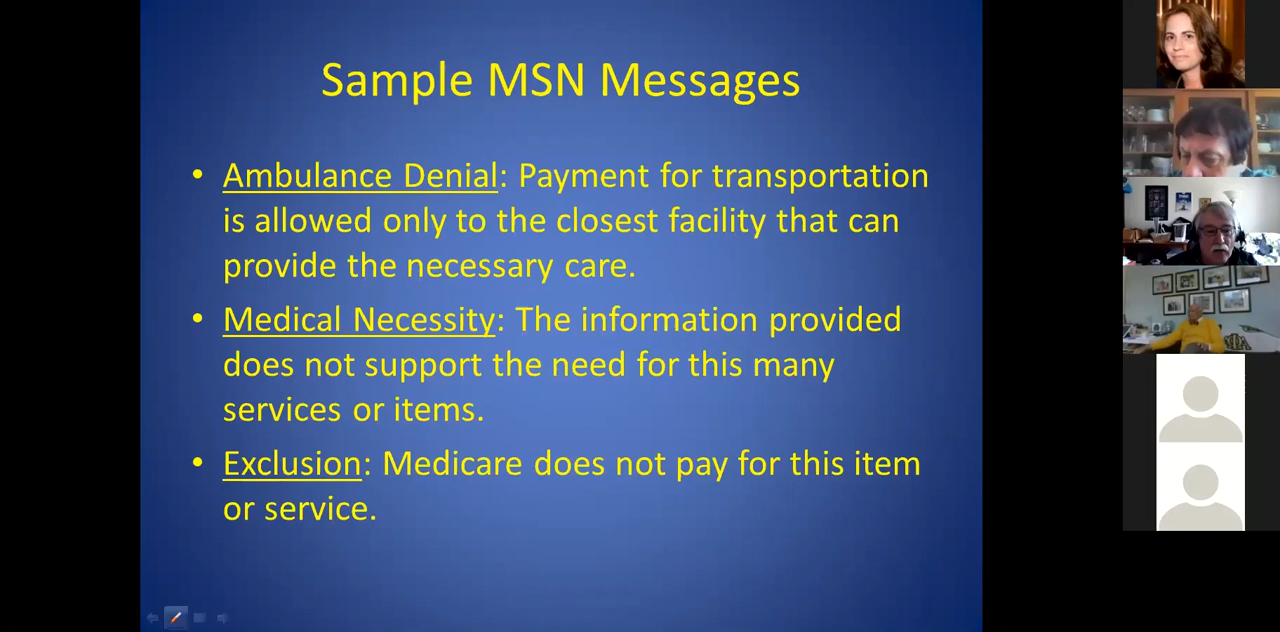 Sample MSN Messages
• Ambulance Denial: Payment for transportation
is allowed only to the closest facility that can
provide the necessary care.
• Medical Necessity: The information provided
does not support the need for this many
services or items.
• Exclusion: Medicare does not pay for this item
or service.